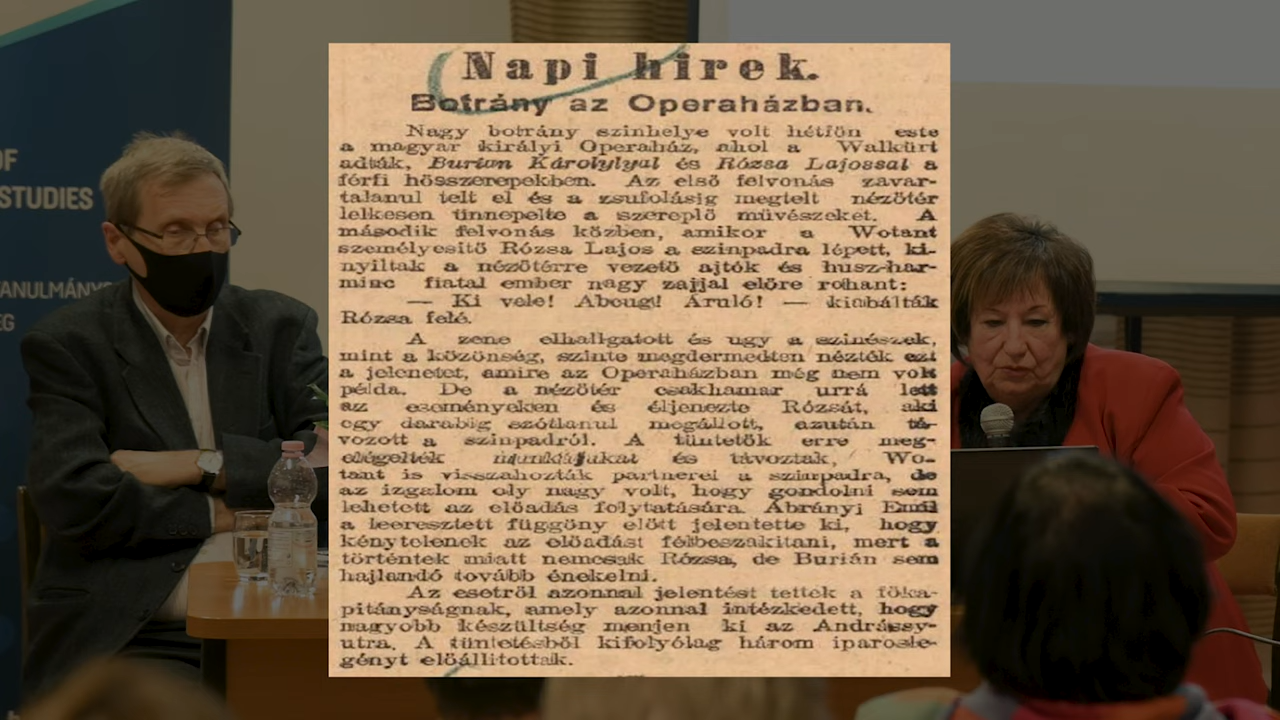 OF
STUDIES
TANULMÁNYO
EG
Napi hirek.
Botrány az Operaházban.
Nagy botrány szinhelye volt hétfőn este
a magyar királyi Operaház, ahol a Walkürt
adták, Burian Károlylyal és Rózsa Lajossal a
férfi hösszerepekben. Az első felvonás zavar-
talanul telt el és a zsufolásig megtelt nézőtér
lelkesen ünnepelte a szereplő művészeket. A
második felvonás közben, amikor a Wotant
személyesitő Rózsa Lajos a szinpadra lépett, ki-
nyiltak a nézőtérre vezető ajtók és husz-har-
minc fiatal ember nagy zajjal előre rohant:
— Ki vele! Abcug! Áruló! — kiabálták
Rózsa felé.
A zene elhallgatott és ugy a szinészek,
mint a közönség, szinte megdermedten nézték ezt
a jelenetet, amire az Operaházban még nem volt
példa. De a nézőtér csakhamar urrá lett
az eseményeken és éljenezte Rózsát, aki
egy darabig szótlanul megállott, azután tá-
vozott a szinpadról. A tüntetők erre meg-
elégelték munkájukat és távoztak, Wo-
tant is visszahozták partnerei a szinpadra, de
az izgalom oly nagy volt, hogy gondolni sem
lehetett az előadás folytatására. Ábrányi Emil
a leeresztett függöny előtt jelentette ki, hogy
kénytelenek az előadást félbeszakitani, mert a
történtek miatt nemcsak Rózsa, de Burián sem
hajlandó tovább énekelni.
Az esetről azonnal jelentést tettek a főka-
pitányságnak, amely azonnal intézkedett, hogy
nagyobb készültség menjen ki az Andrássy-
utra. A tüntetésből kifolyólag három iparosle-
gényt előállitottak.